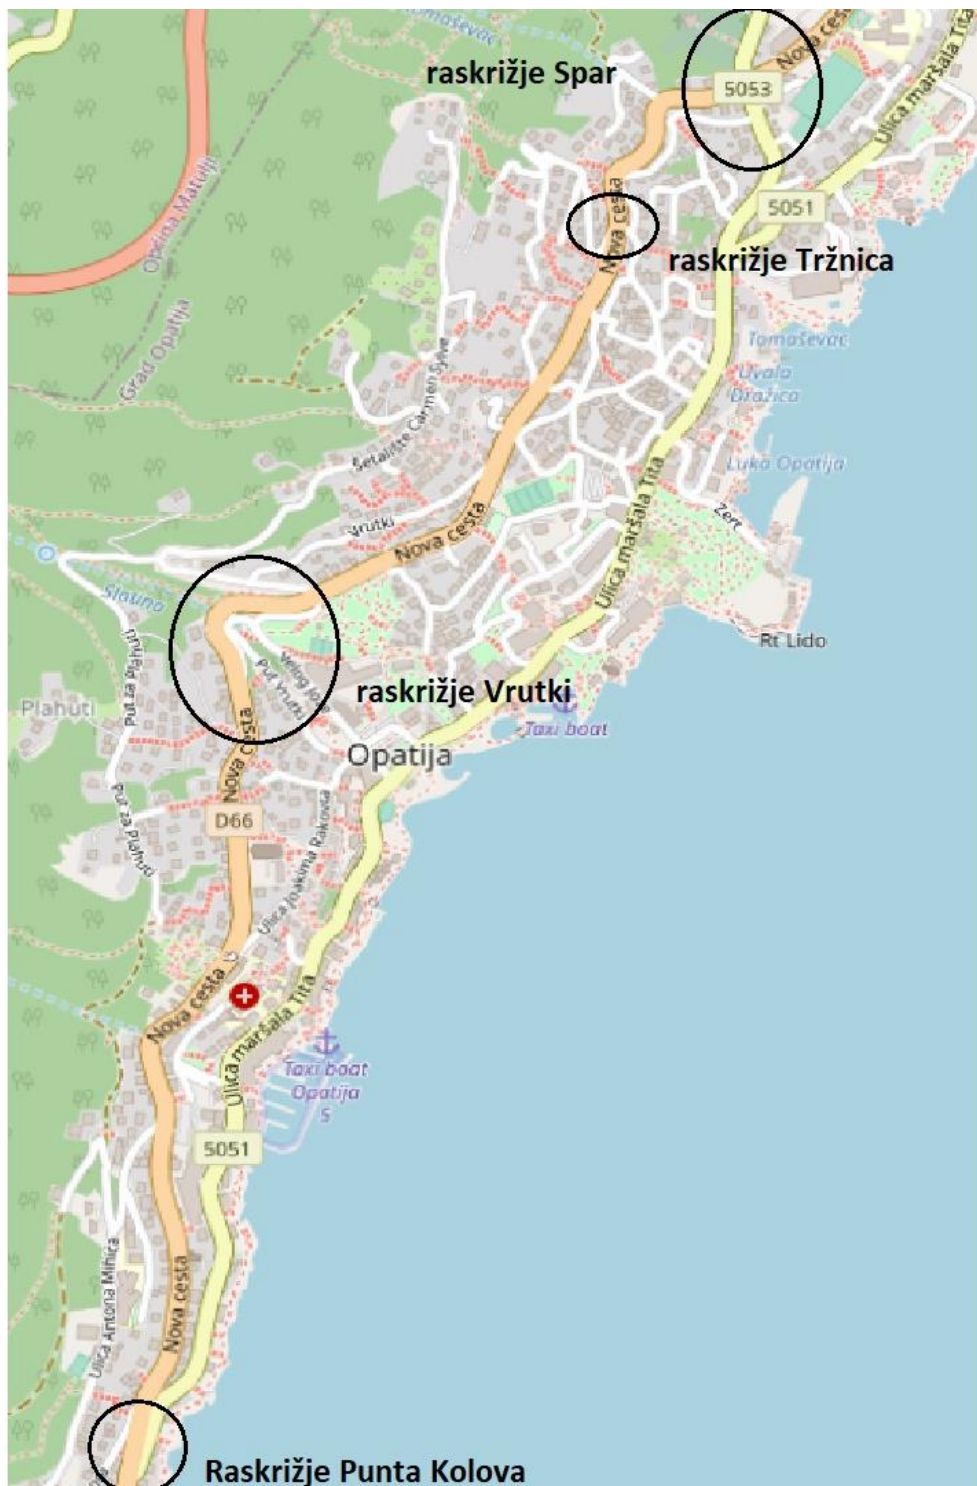 Tomaševac
Nova cesta
raskrižje Spar
5053
Ulica maršala Tita
Općina Matulji
Nova cesta
5051
raskrižje Tržnica
Grad Opatija
Tomaševac
Uvala
Dražica
Šetalište Carmen Sylve
Luka Opatija
Vrutki
Nova cesta
Zert
Ulica maršala Tita
Slavno
Rt Lido
Put za Plahuti
Put Vrutki
raskrižje Vrutki
Plahuti
Taxi boat
Opatija
Nova cesta
Put za Plahuti
D66
Ulica Joakina Rakovca
Nova cesta
Ulica maršala Tita
Taxi boat
Opatija
5051
Ulica Antona Mihića
Nova cesta
Raskrižje Punta Kolova